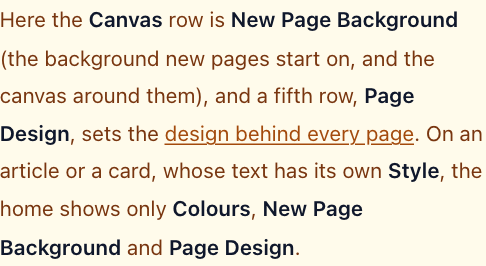 Here the Canvas row is New Page Background
(the background new pages start on, and the
canvas around them), and a fifth row, Page
Design, sets the design behind every page. On an
article or a card, whose text has its own Style, the
home shows only Colours, New Page
Background and Page Design.